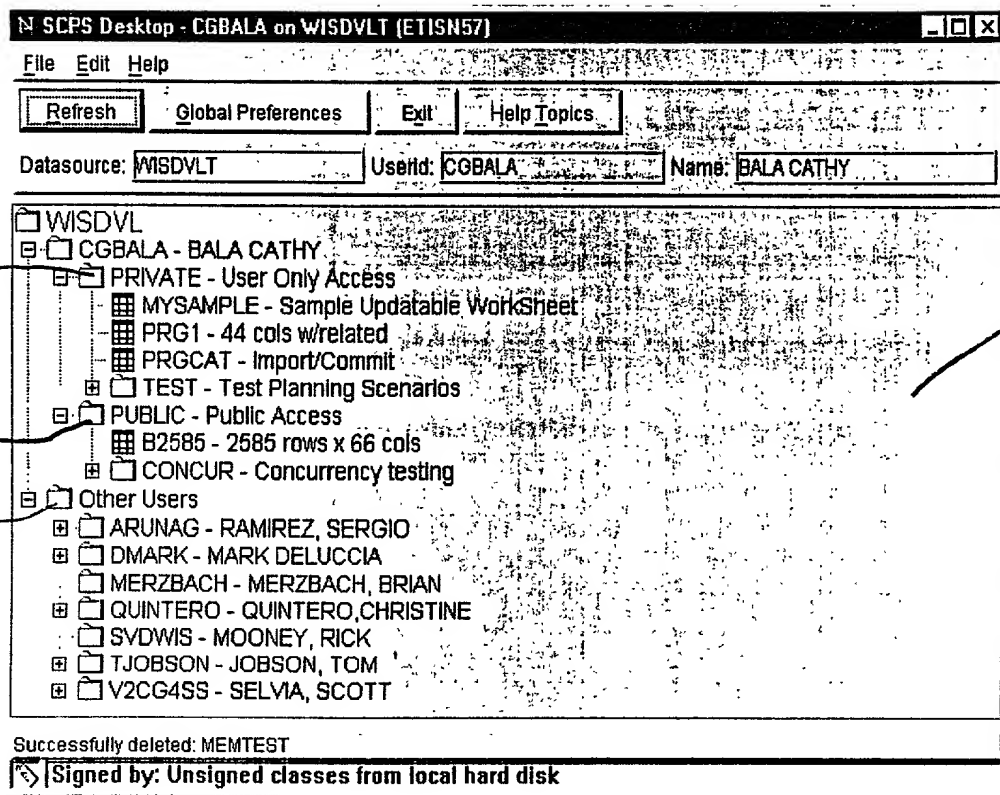 SCPS Desktop - CGBALA on WISDVLT (ETISN57)
File Edit Help
Refresh Global Preferences Exit Help Topics
Datasource: WISDVLT Userid: CGBALA Name: BALA CATHY
WISDVL
CGBALA - BALA CATHY
PRIVATE - User Only Access
MYSAMPLE - Sample Updatable WorkSheet
PRG1 - 44 cols w/related
PRGCAT - Import/Commit
TEST - Test Planning Scenarios
PUBLIC - Public Access
B2585 - 2585 rows x 66 cols
CONCUR - Concurrency testing
Other Users
ARUNAG - RAMIREZ, SERGIO
DMARK - MARK DELUCCIA
MERZBACH - MERZBACH, BRIAN
QUINTERO - QUINTERO,CHRISTINE
SVDWIS - MOONEY, RICK
TJOBSON - JOBSON, TOM
V2CG4SS - SELVIA, SCOTT
Successfully deleted: MEMTEST
Signed by: Unsigned classes from local hard disk